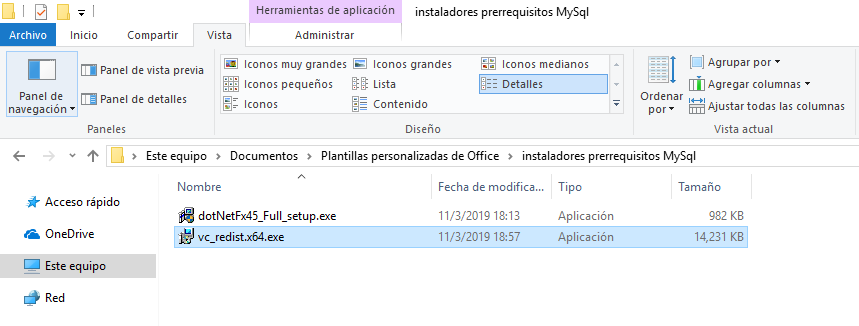 Herramientas de aplicación instaladores prerrequisitos MySql
Archivo Inicio Compartir Vista Administrar
Iconos muy grandes Iconos grandes Iconos medianos
Iconos pequeños Lista Detalles
Iconos Contenido
Panel de navegación
Panel de vista previa
Panel de detalles
Ordenar por
Agrupar por
Agregar columnas
Ajustar todas las columnas
Paneles Diseño Vista actual
Este equipo Documentos Plantillas personalizadas de Office instaladores prerrequisitos MySql
Acceso rápido
OneDrive
Este equipo
Red
Nombre Fecha de modifica... Tipo Tamaño
dotNetFx45_Full_setup.exe 11/3/2019 18:13 Aplicación 982 KB
vc_redist.x64.exe 11/3/2019 18:57 Aplicación 14,231 KB